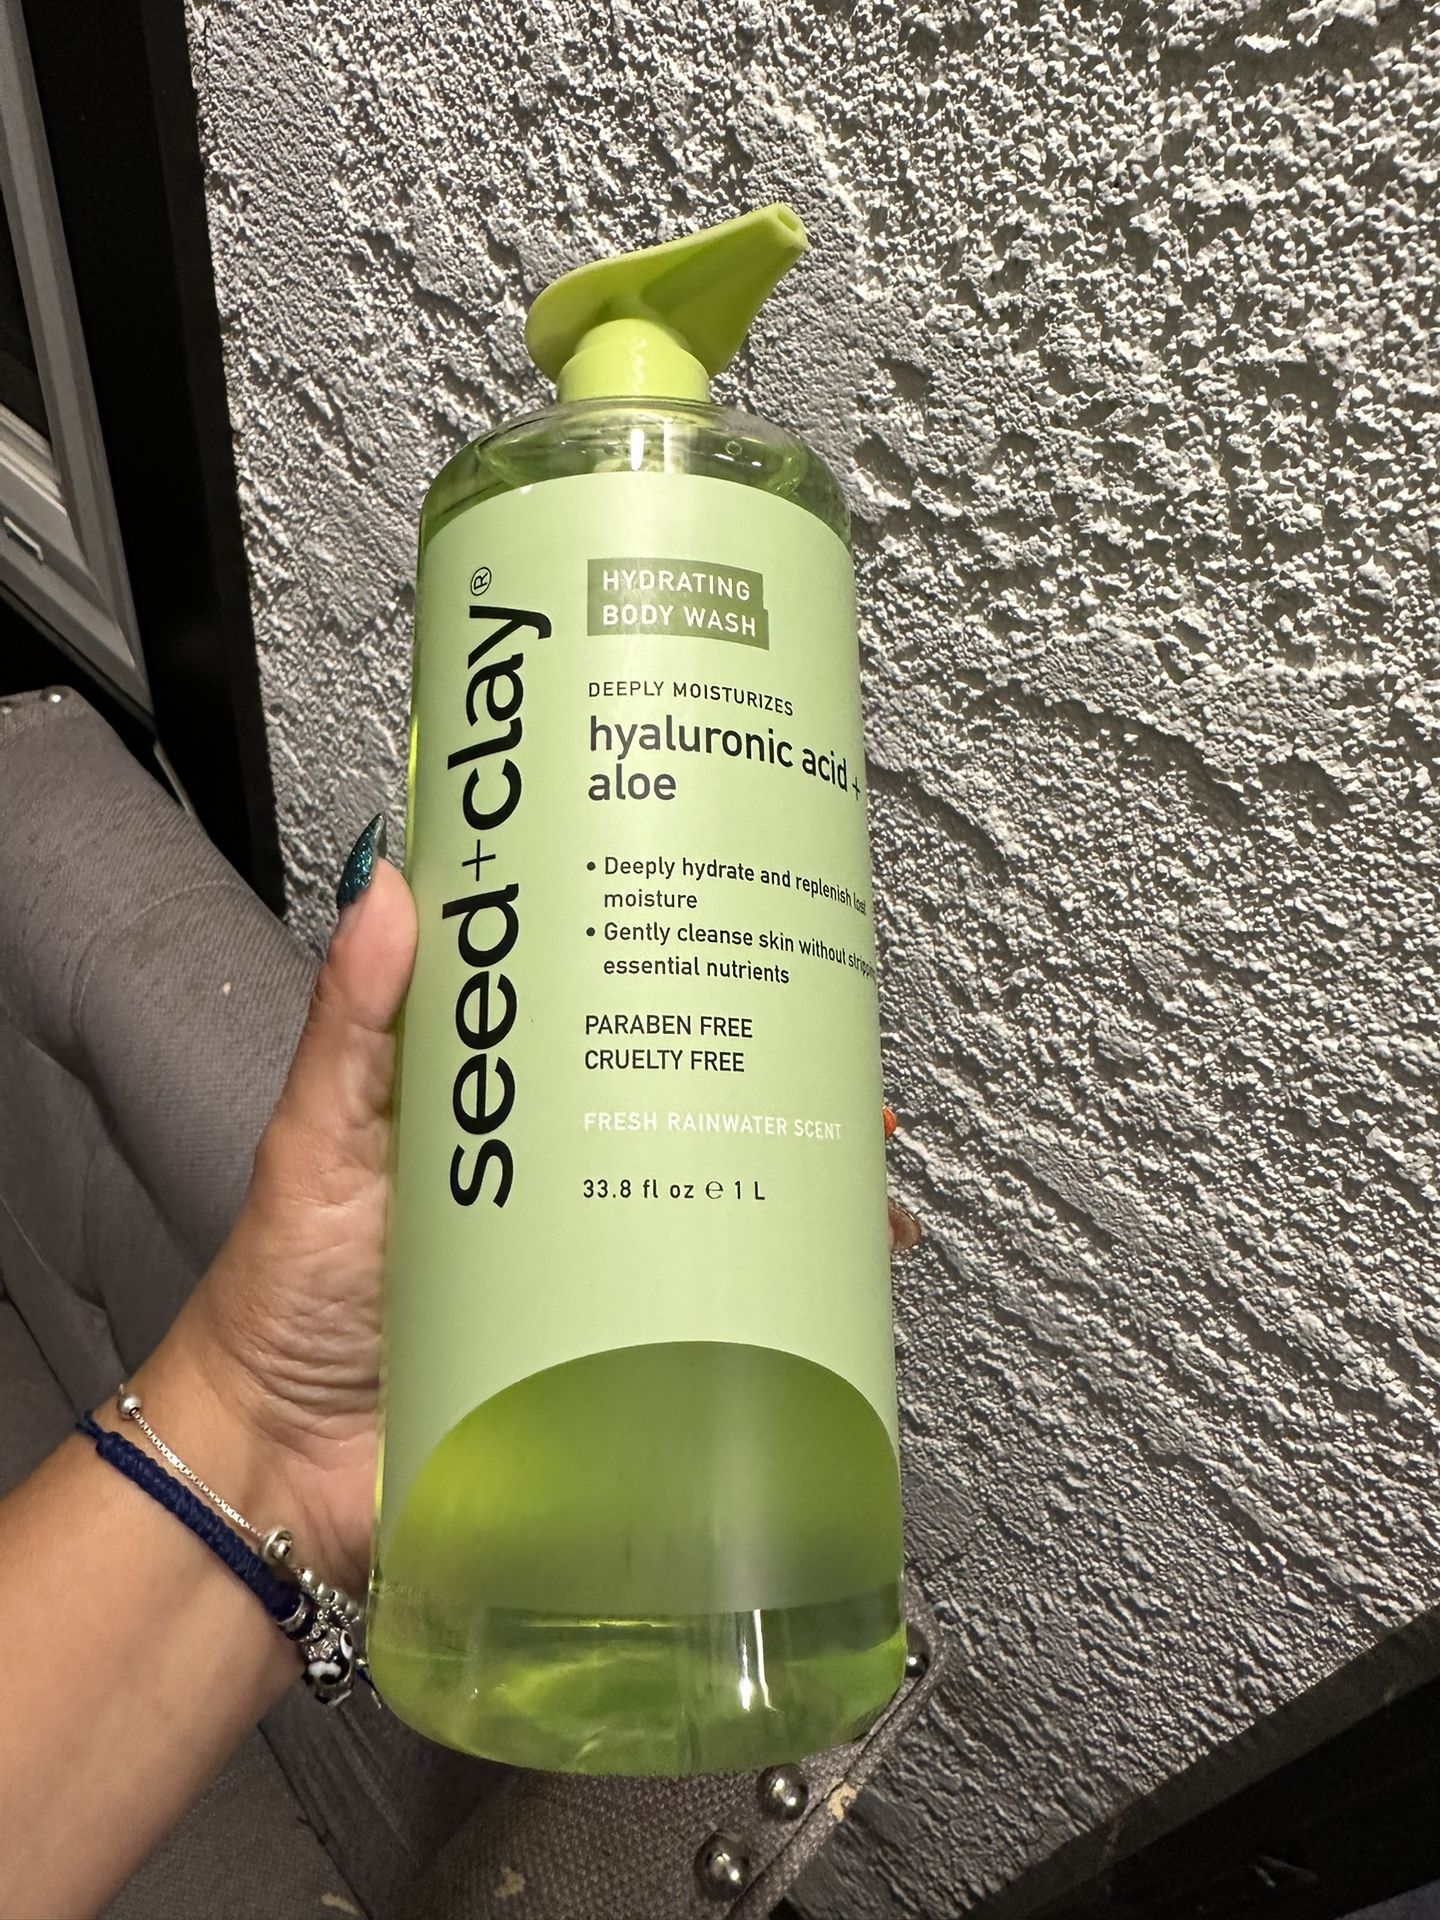 seed+clay®
HYDRATING
BODY WASH
DEEPLY MOISTURIZES
hyaluronic acid +
aloe
• Deeply hydrate and replenish lost
moisture
• Gently cleanse skin without
essential nutrients
PARABEN FREE
CRUELTY FREE
FRESH RAINWATER SCENT
33.8 fl oz ℮ 1 L